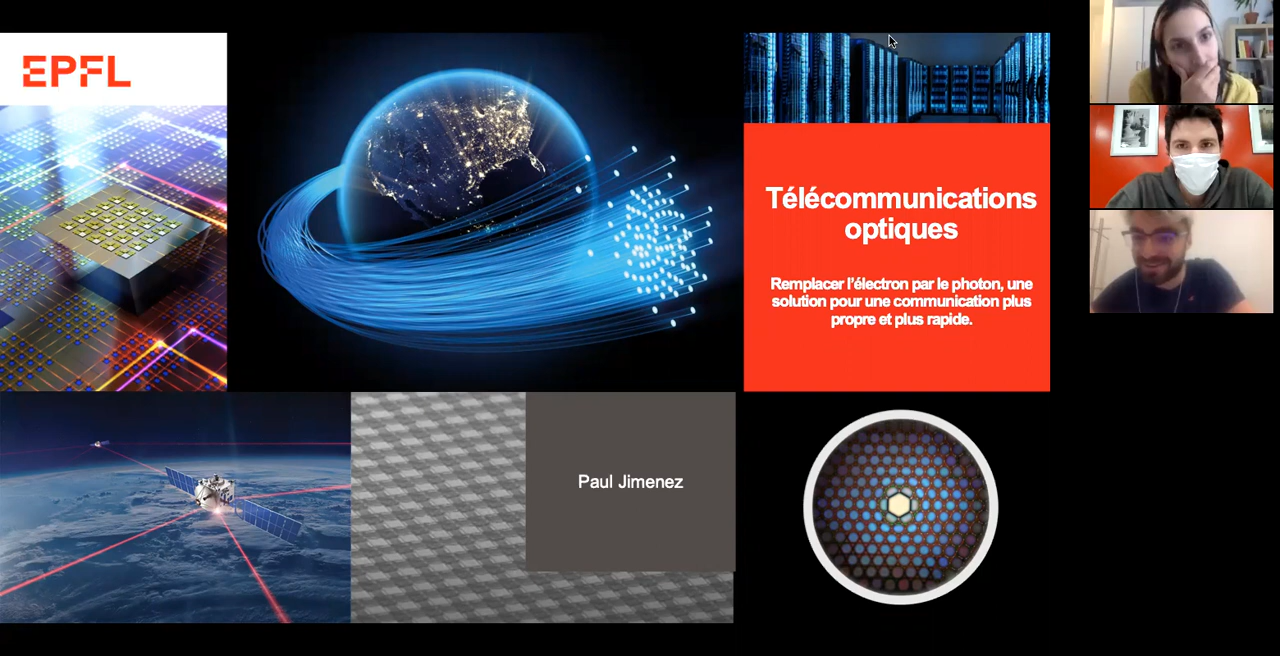 EPFL
Télécommunications
optiques
Remplacer l'électron par le photon, une
solution pour une communication plus
propre et plus rapide.
Paul Jimenez